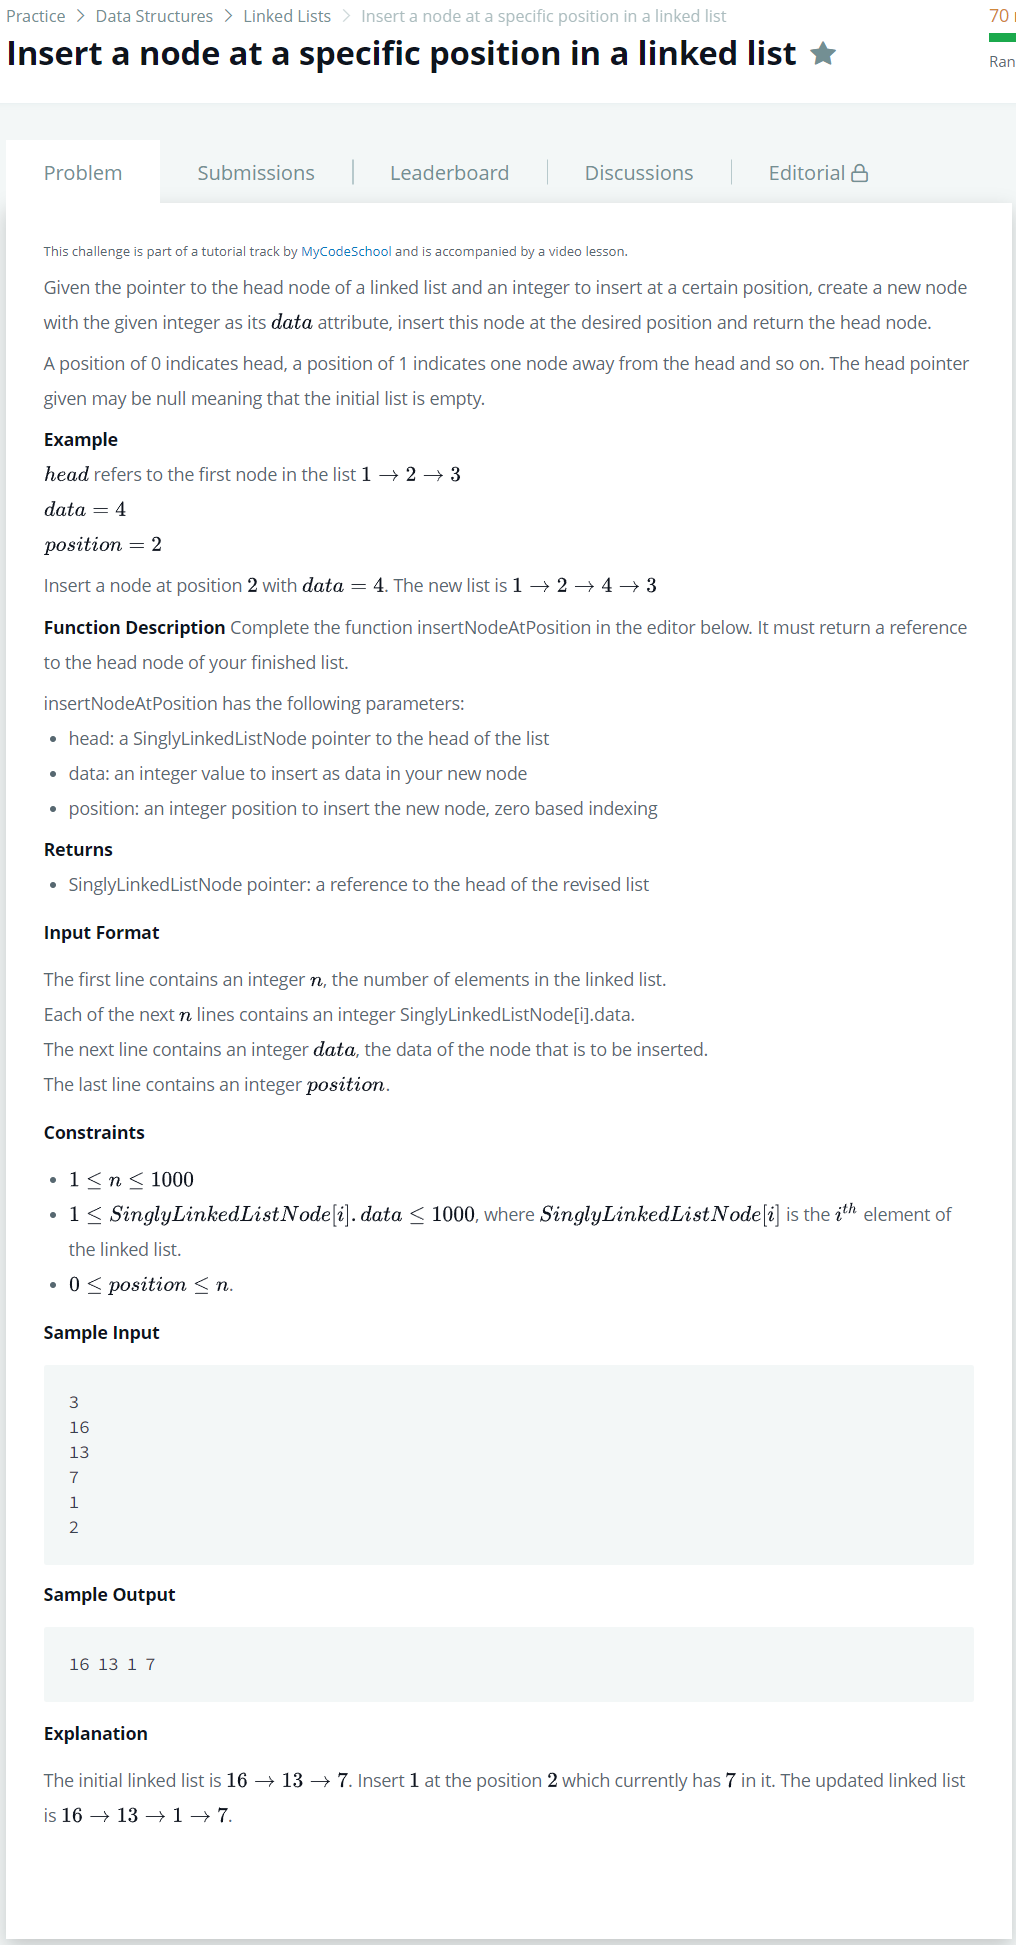 Practice > Data Structures > Linked Lists > Insert a node at a specific position in a linked list
70
Insert a node at a specific position in a linked list ★
Ran
Problem
Submissions | Leaderboard | Discussions | Editorial
This challenge is part of a tutorial track by MyCodeSchool and is accompanied by a video lesson.
Given the pointer to the head node of a linked list and an integer to insert at a certain position, create a new node
with the given integer as its data attribute, insert this node at the desired position and return the head node.
A position of 0 indicates head, a position of 1 indicates one node away from the head and so on. The head pointer
given may be null meaning that the initial list is empty.
Example
head refers to the first node in the list 1 → 2 → 3
data = 4
position = 2
Insert a node at position 2 with data = 4. The new list is 1 → 2 → 4 → 3
Function Description Complete the function insertNodeAtPosition in the editor below. It must return a reference
to the head node of your finished list.
insertNodeAtPosition has the following parameters:
• head: a SinglyLinkedListNode pointer to the head of the list
• data: an integer value to insert as data in your new node
• position: an integer position to insert the new node, zero based indexing
Returns
• SinglyLinkedListNode pointer: a reference to the head of the revised list
Input Format
The first line contains an integer n, the number of elements in the linked list.
Each of the next n lines contains an integer SinglyLinkedListNode[i].data.
The next line contains an integer data, the data of the node that is to be inserted.
The last line contains an integer position.
Constraints
• 1 ≤ n ≤ 1000
• 1 ≤ SinglyLinkedListNode[i].data ≤ 1000, where SinglyLinkedListNode[i] is the i^th element of
the linked list.
• 0 ≤ position ≤ n.
Sample Input
3
16
13
7
1
2
Sample Output
16 13 1 7
Explanation
The initial linked list is 16 → 13 → 7. Insert 1 at the position 2 which currently has 7 in it. The updated linked list
is 16 → 13 → 1 → 7.